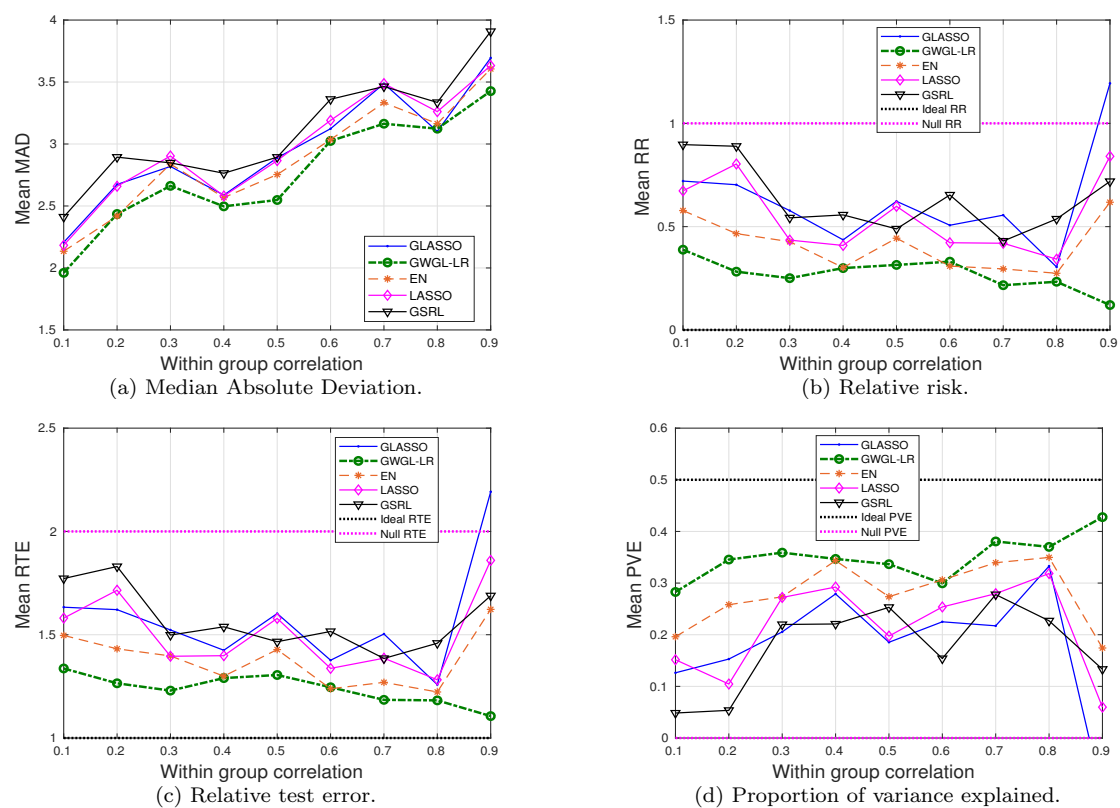 4
3.5
3
2.5
2
1.5
Mean MAD
GLASSO
GWGL-LR
EN
LASSO
GSRL
0.1 0.2 0.3 0.4 0.5 0.6 0.7 0.8 0.9
Within group correlation
(a) Median Absolute Deviation.
1.5
1
0.5
0
Mean RR
GLASSO
GWGL-LR
EN
LASSO
GSRL
Ideal RR
Null RR
0.1 0.2 0.3 0.4 0.5 0.6 0.7 0.8 0.9
Within group correlation
(b) Relative risk.
2.5
2
1.5
1
Mean RTE
GLASSO
GWGL-LR
EN
LASSO
GSRL
Ideal RTE
Null RTE
0.1 0.2 0.3 0.4 0.5 0.6 0.7 0.8 0.9
Within group correlation
(c) Relative test error.
0.6
0.5
0.4
0.3
0.2
0.1
0
Mean PVE
GLASSO
GWGL-LR
EN
LASSO
GSRL
Ideal PVE
Null PVE
0.1 0.2 0.3 0.4 0.5 0.6 0.7 0.8 0.9
Within group correlation
(d) Proportion of variance explained.